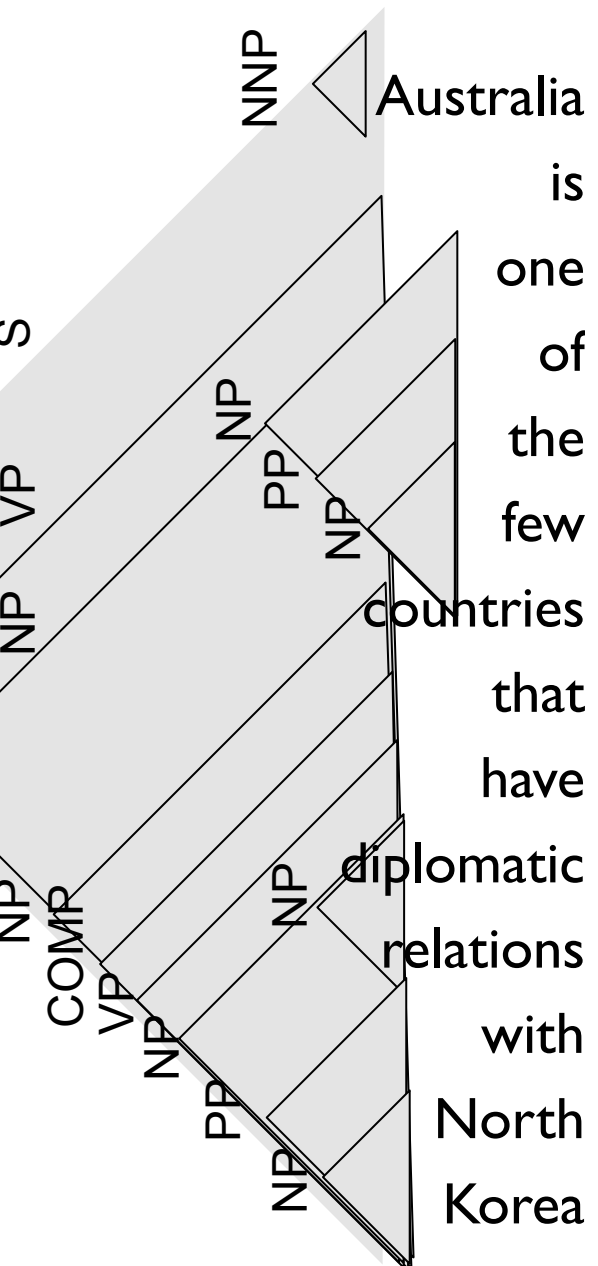 NNP
Australia
is
S
one
of
NP
the
VP
PP
few
NP
NP
countries
that
have
diplomatic
NP
NP
relations
COMP
VP
with
NP
PP
North
NP
Korea